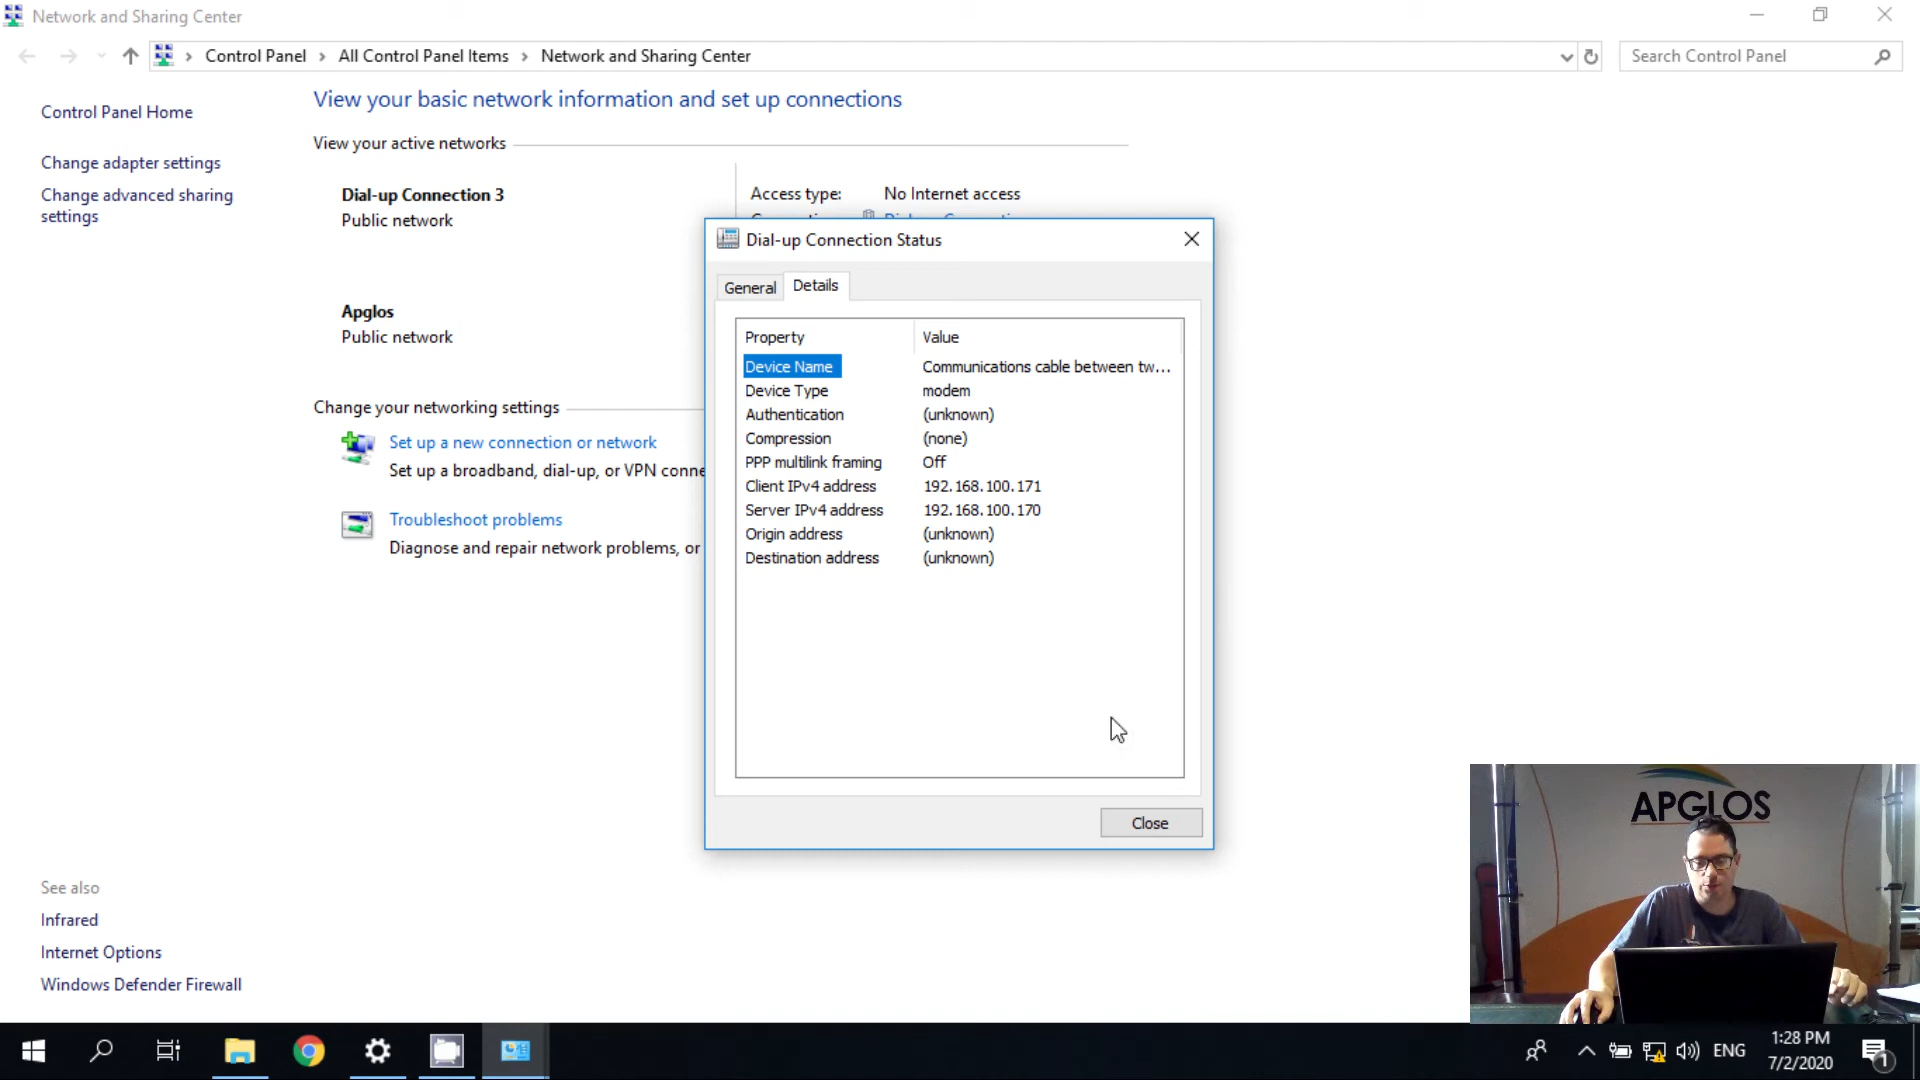 Network and Sharing Center
Control Panel > All Control Panel Items > Network and Sharing Center
Search Control Panel
Control Panel Home
Change adapter settings
Change advanced sharing
settings
View your basic network information and set up connections
View your active networks
Dial-up Connection 3
Public network
Access type: No Internet access
Apglos
Public network
Change your networking settings
Set up a new connection or network
Set up a broadband, dial-up, or VPN conne
Troubleshoot problems
Diagnose and repair network problems, or
Dial-up Connection Status
General
Details
Property Value
Device Name Communications cable between tw...
Device Type modem
Authentication (unknown)
Compression (none)
PPP multilink framing Off
Client IPv4 address 192.168.100.171
Server IPv4 address 192.168.100.170
Origin address (unknown)
Destination address (unknown)
Close
See also
Infrared
Internet Options
Windows Defender Firewall
APGLOS
ENG
1:28 PM
7/2/2020
1